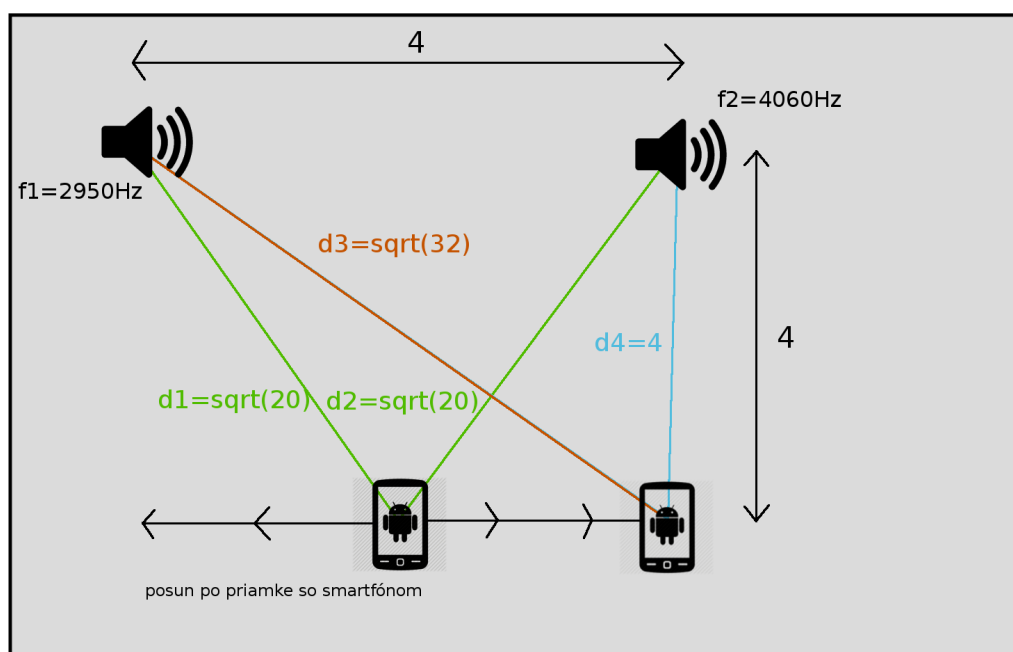 4
f2=4060Hz
f1=2950Hz
d3=sqrt(32)
4
d4=4
d1=sqrt(20) d2=sqrt(20)
posun po priamke so smartfónom